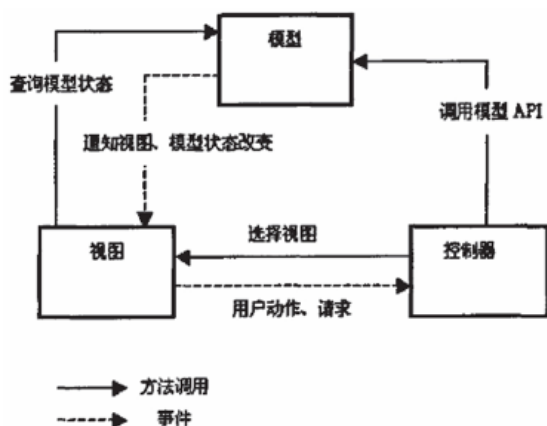 模型
查询模型状态
调用模型 API
通知视图、模型状态改变
视图
选择视图
控制器
用户动作、请求
方法调用
事件